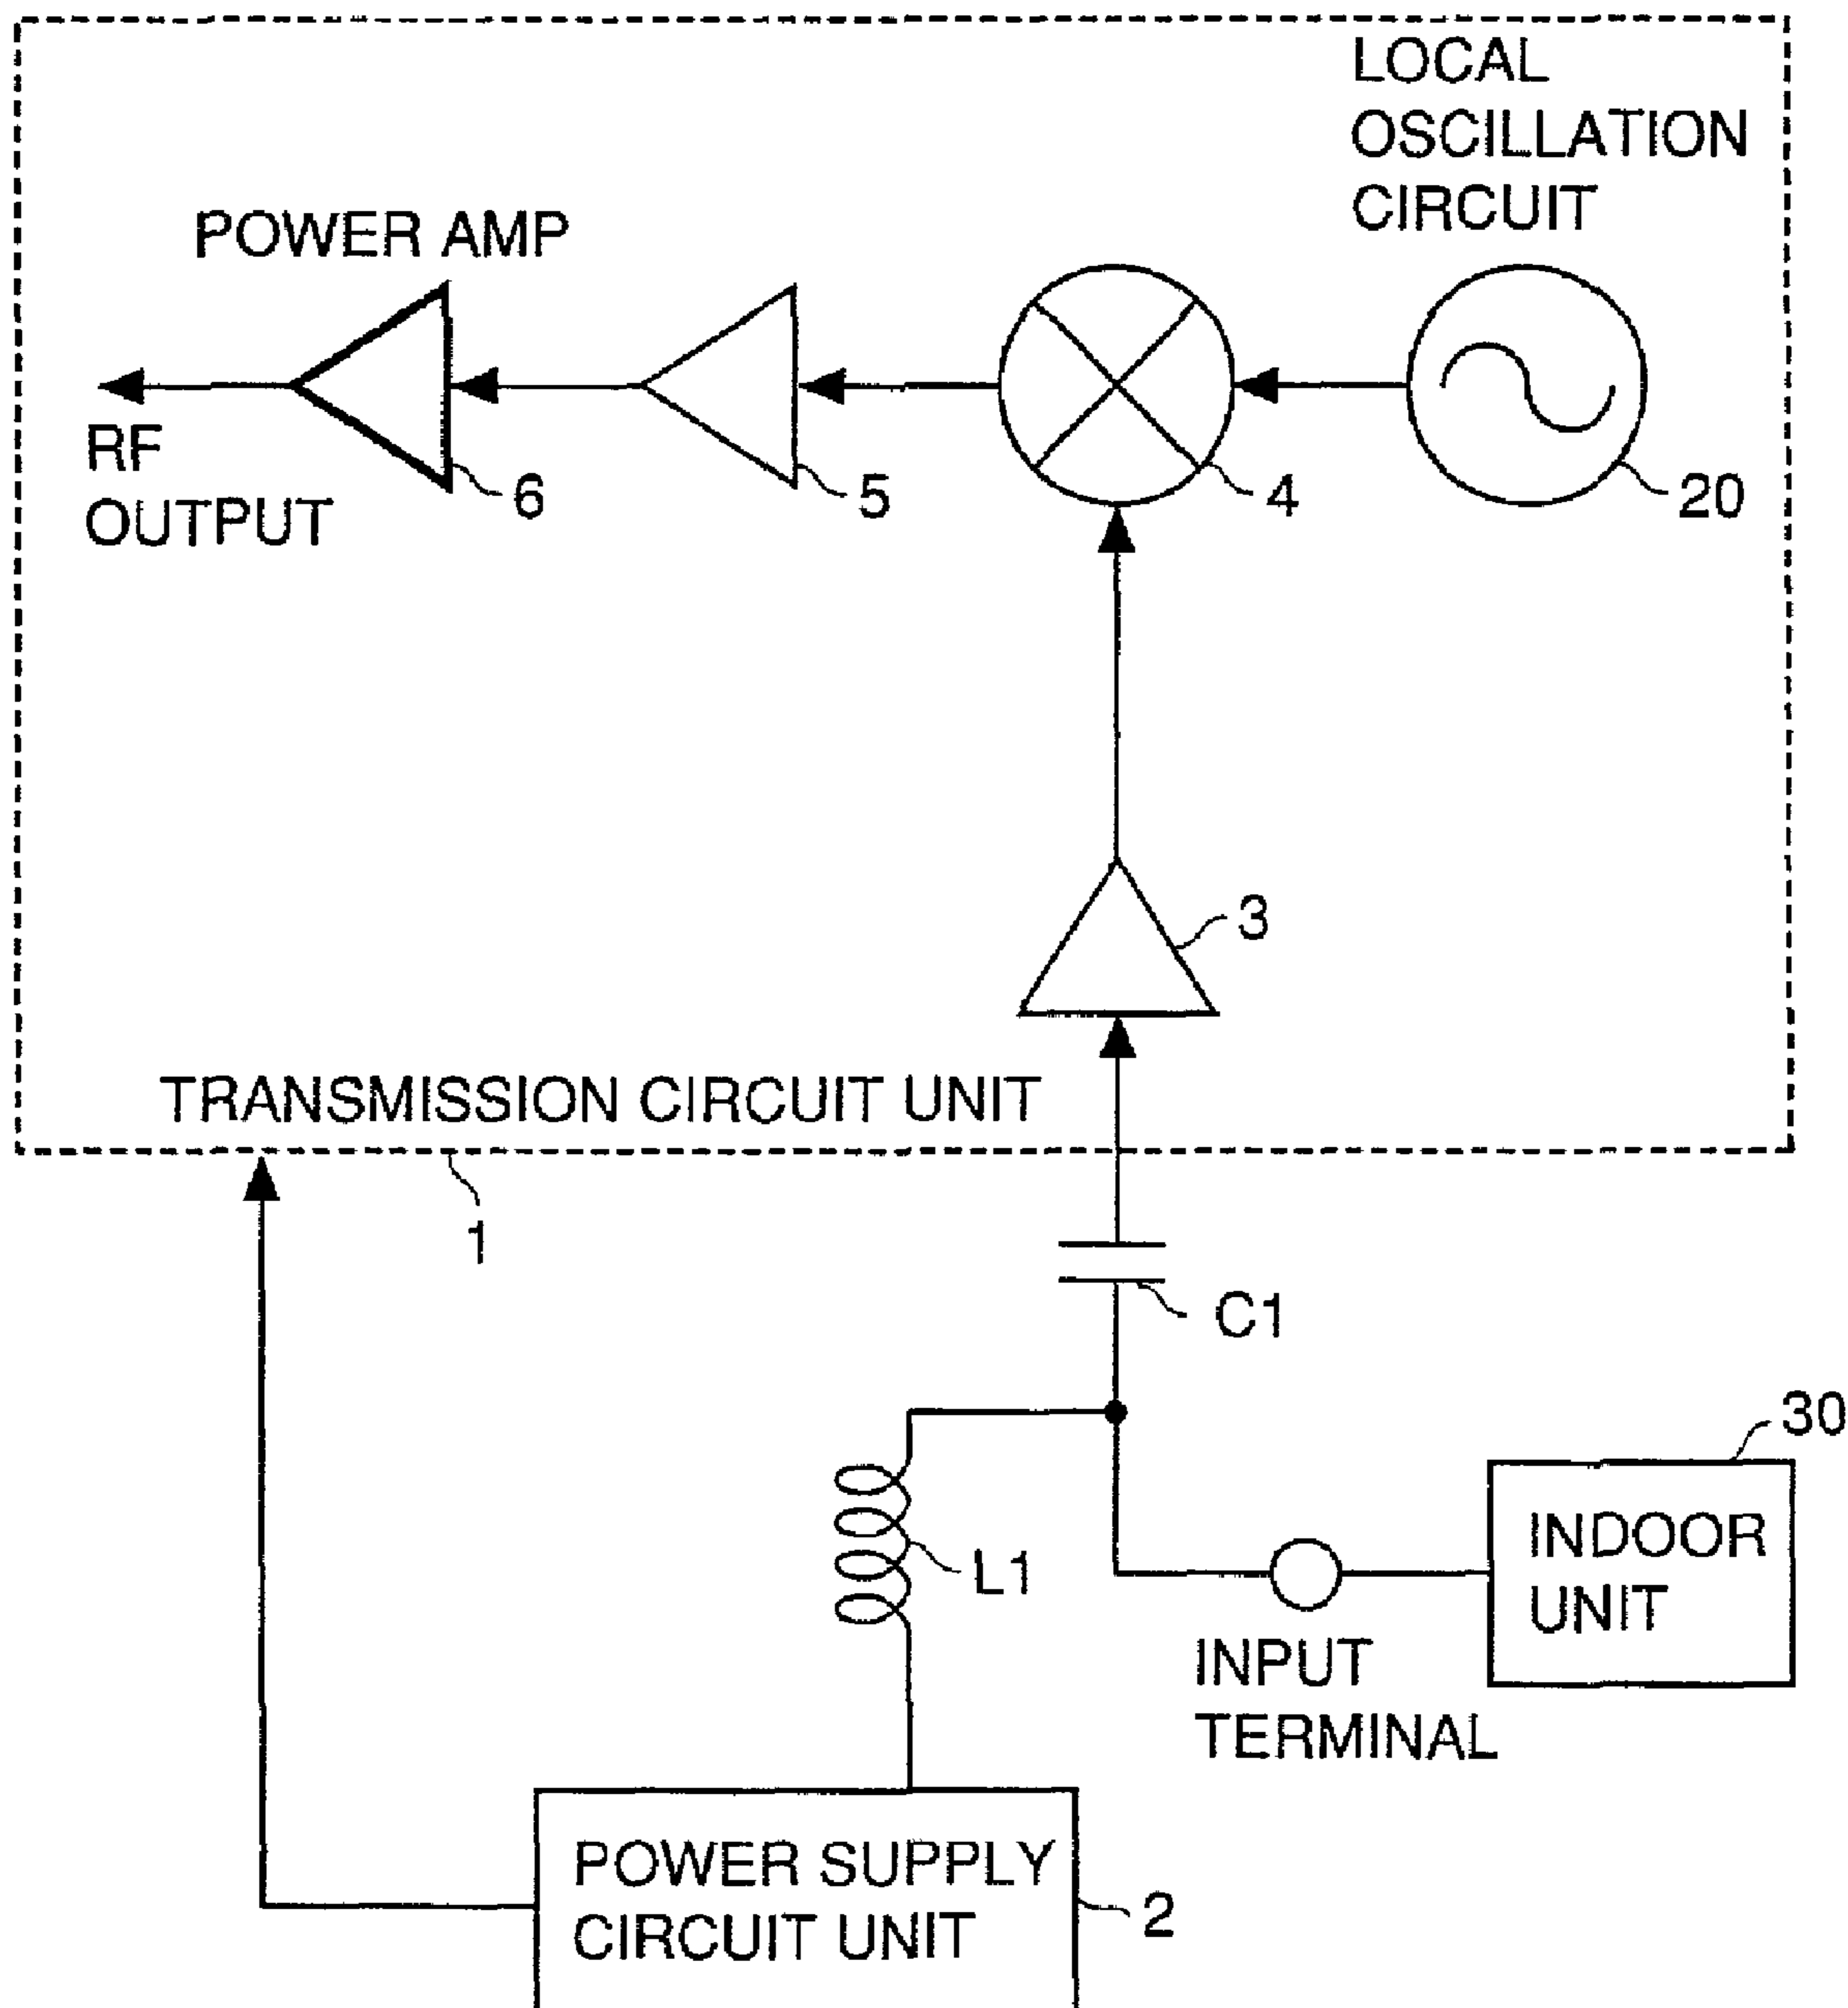 LOCAL
OSCILLATION
CIRCUIT
POWER AMP
RF
OUTPUT
6
5
4
20
3
TRANSMISSION CIRCUIT UNIT
1
C1
30
L1
INDOOR
UNIT
INPUT
TERMINAL
POWER SUPPLY
CIRCUIT UNIT
2